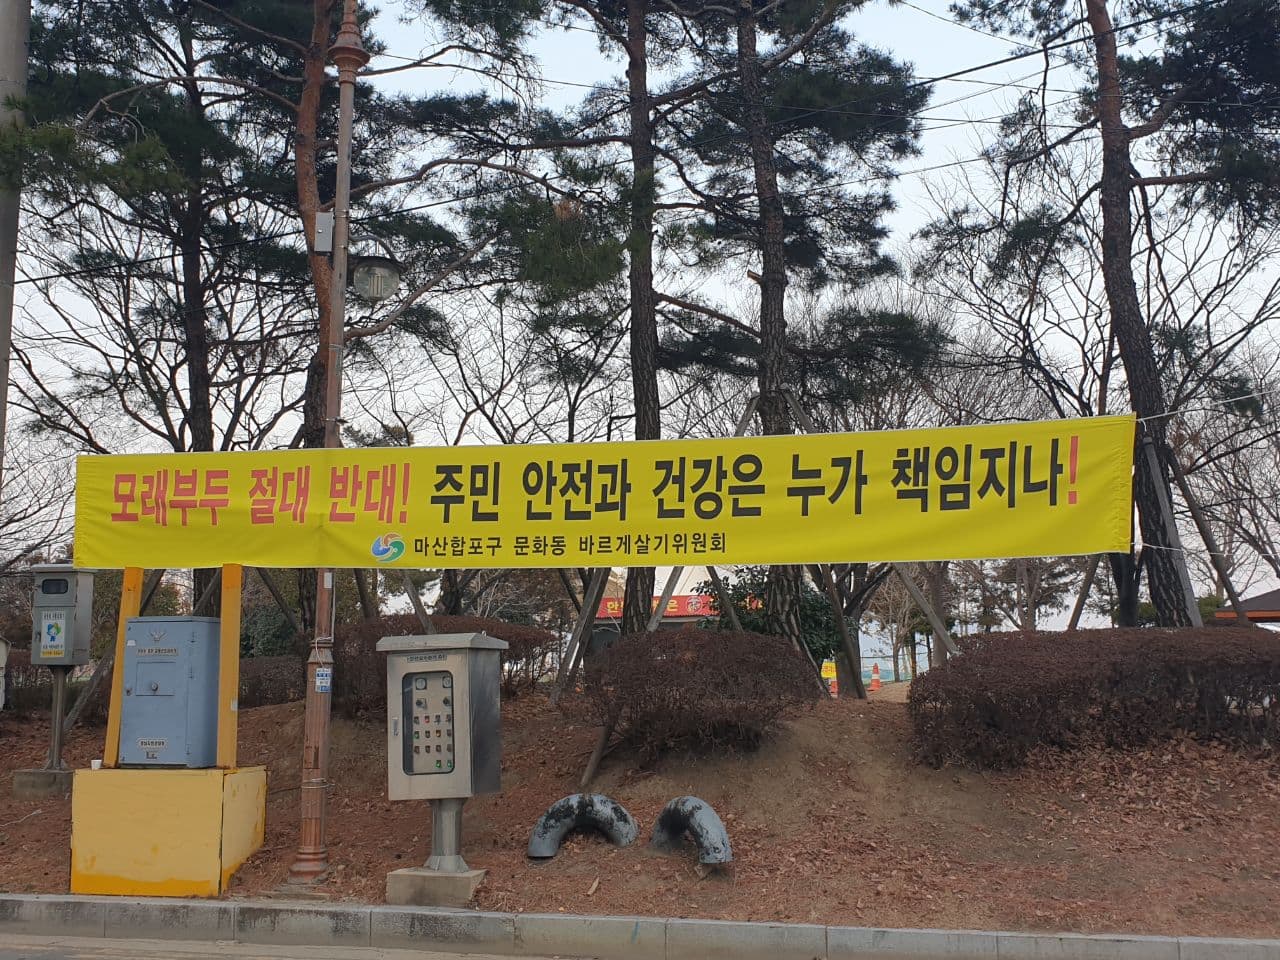 모래부두 절대 반대! 주민 안전과 건강은 누가 책임지나!
마산합포구 문화동 바르게살기위원회